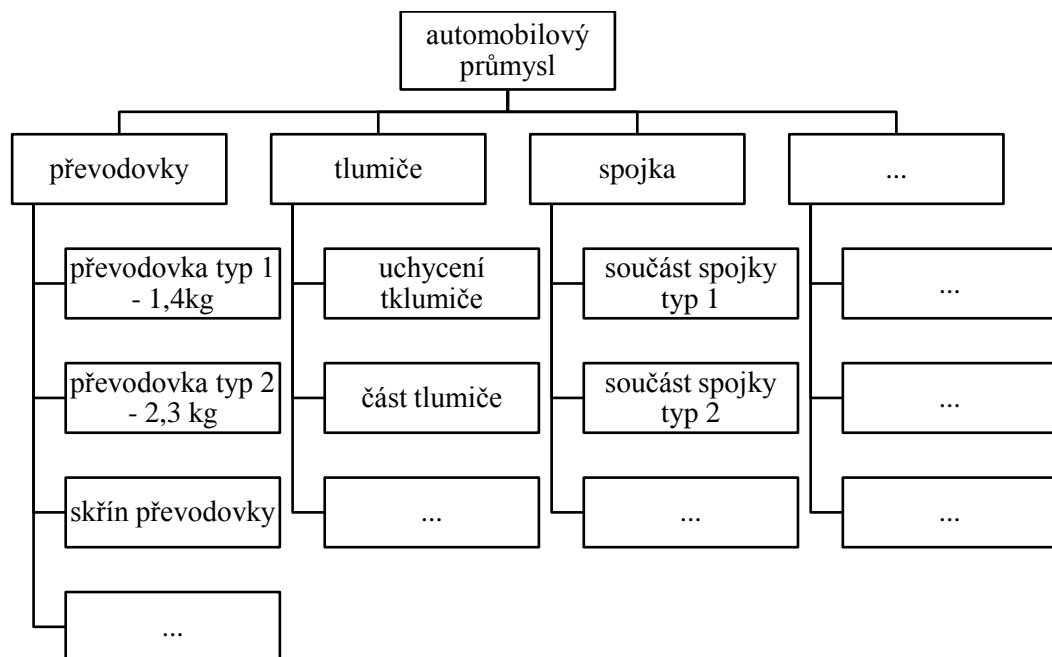 automobilový
průmysl
převodovky
tlumiče
spojka
...
převodovka typ 1
- 1,4kg
uchycení
tklumiče
součást spojky
typ 1
...
převodovka typ 2
- 2,3 kg
část tlumiče
součást spojky
typ 2
...
skřín převodovky
...
...
...
...